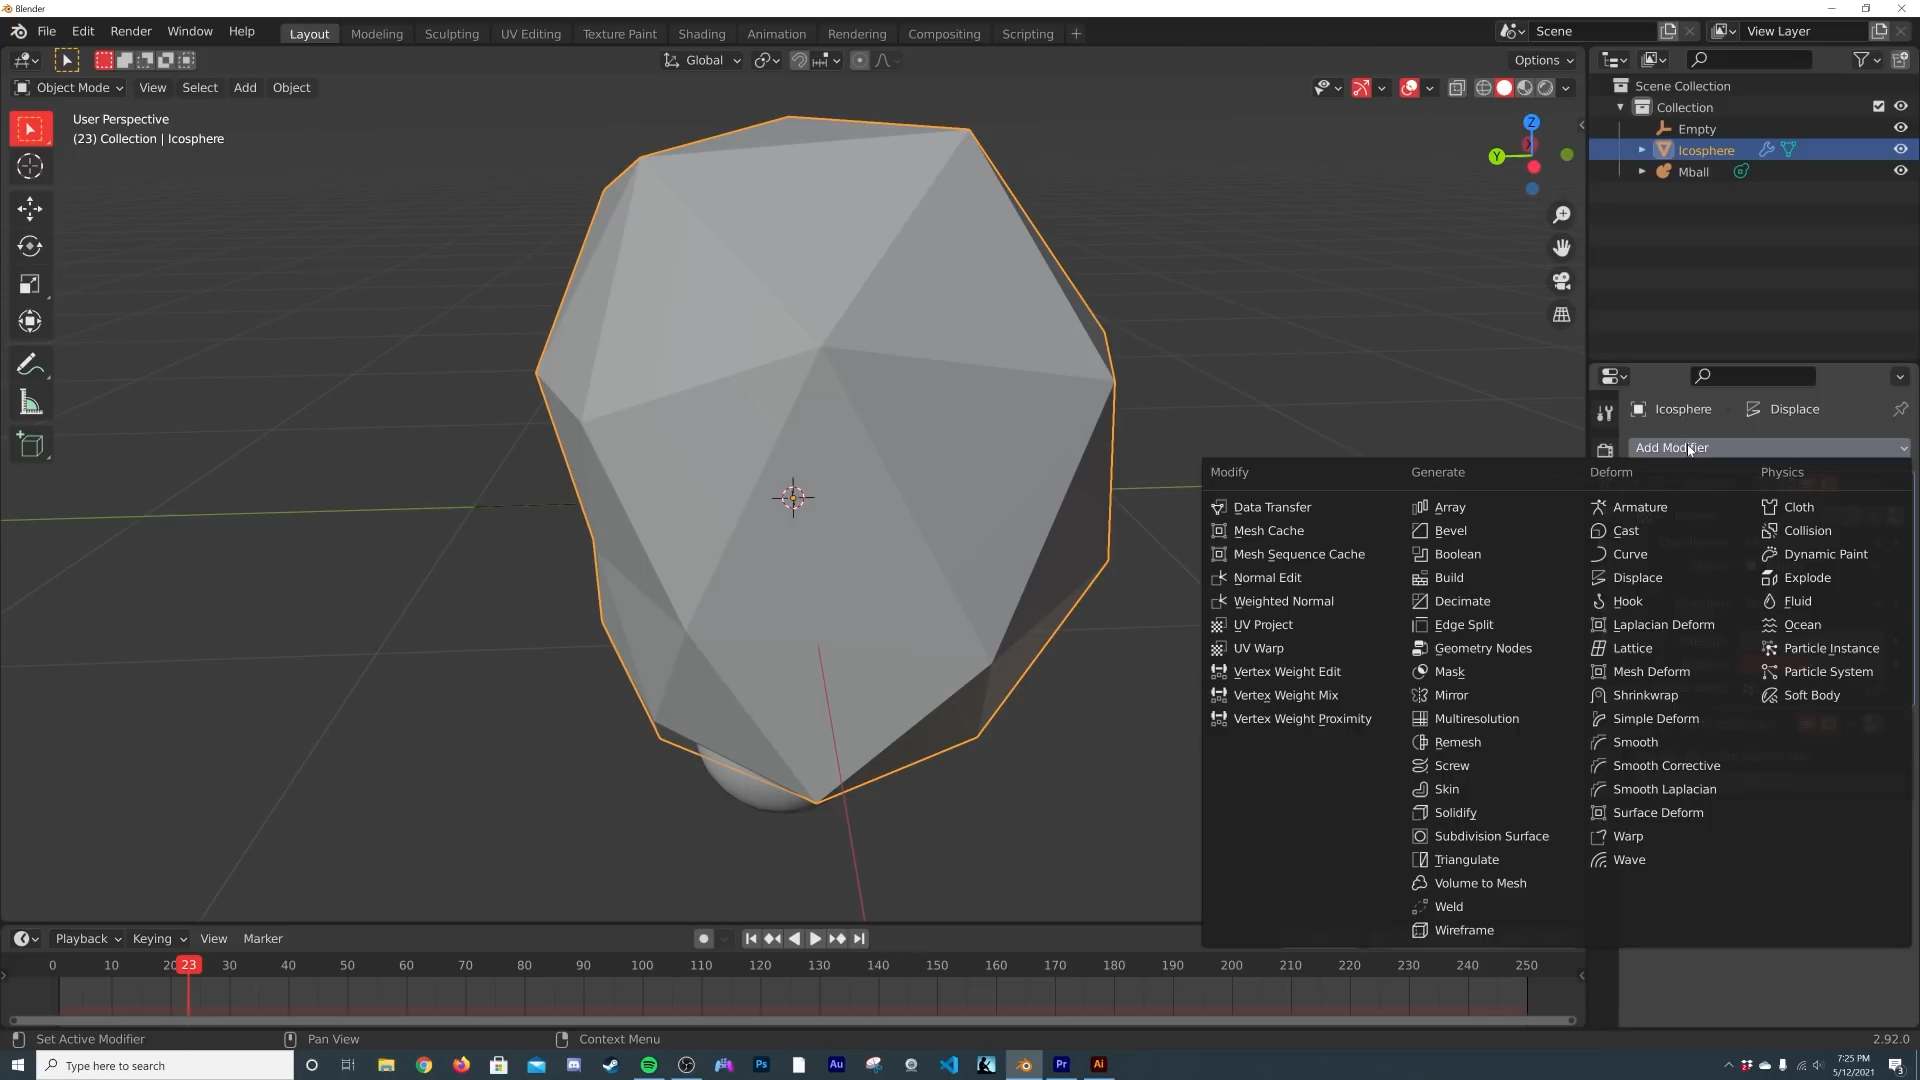 Blender
File Edit Render Window Help
Layout Modeling Sculpting UV Editing Texture Paint Shading Animation Rendering Compositing Scripting +
Scene
View Layer
Global
Options
Object Mode View Select Add Object
User Perspective
(23) Collection | Icosphere
Z
Y
Scene Collection
Collection
Empty
Icosphere
Mball
Icosphere Displace
Add Modifier
Modify Generate Deform Physics
Data Transfer Array Armature Cloth
Mesh Cache Bevel Cast Collision
Mesh Sequence Cache Boolean Curve Dynamic Paint
Normal Edit Build Displace Explode
Weighted Normal Decimate Hook Fluid
UV Project Edge Split Laplacian Deform Ocean
UV Warp Geometry Nodes Lattice Particle Instance
Vertex Weight Edit Mask Mesh Deform Particle System
Vertex Weight Mix Mirror Shrinkwrap Soft Body
Vertex Weight Proximity Multiresolution Simple Deform
Remesh Smooth
Screw Smooth Corrective
Skin Smooth Laplacian
Solidify Surface Deform
Subdivision Surface Warp
Triangulate Wave
Volume to Mesh
Weld
Wireframe
Playback Keying View Marker
0 10 20 23 30 40 50 60 70 80 90 100 110 120 130 140 150 160 170 180 190 200 210 220 230 240 250
Set Active Modifier Pan View Context Menu 2.92.0
Type here to search
Ps Au Pr Ai
7:25 PM
5/12/2021
3